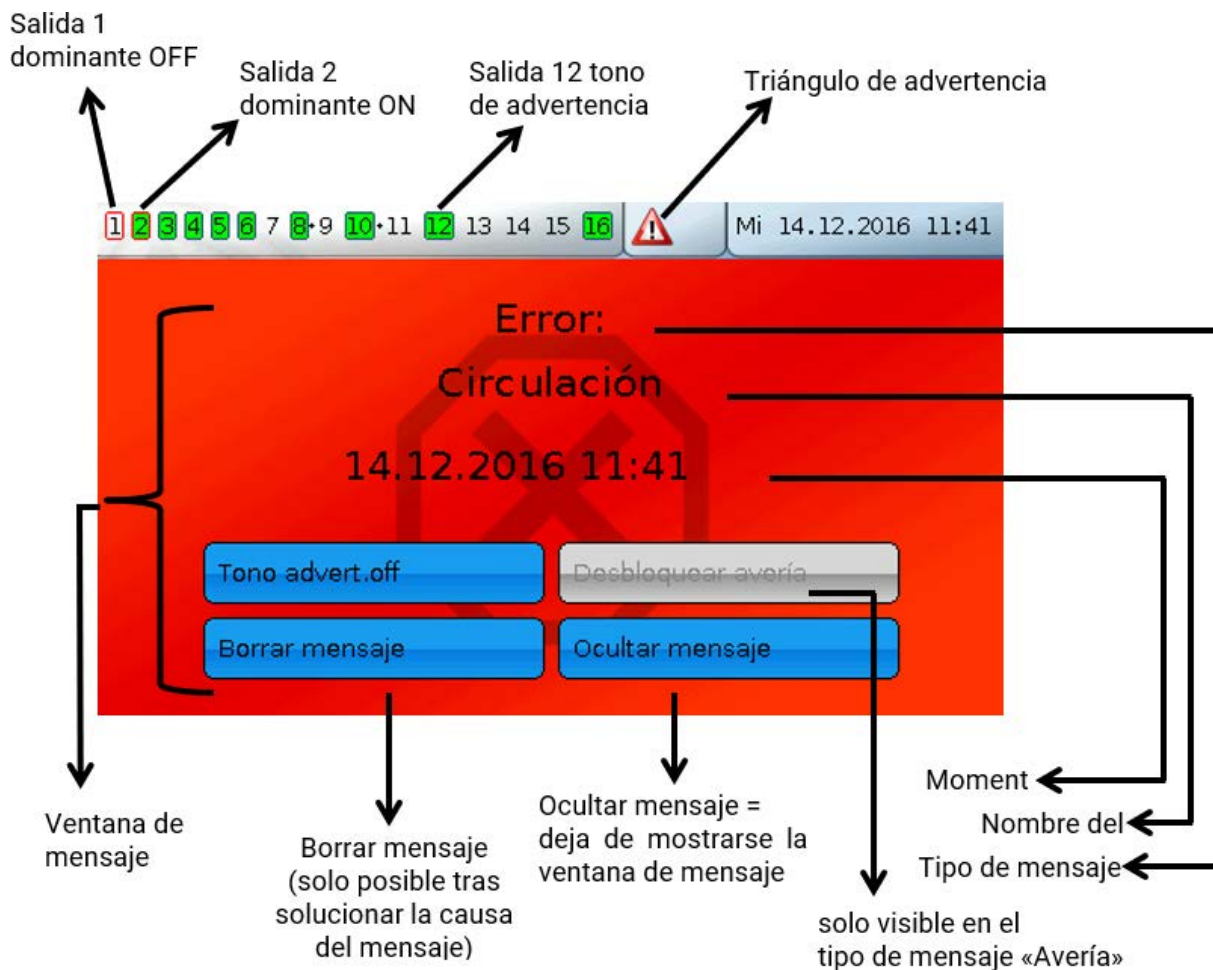 Salida 1
dominante OFF
Salida 2
dominante ON
Salida 12 tono
de advertencia
Triángulo de advertencia
1 2 3 4 5 6 7 8·9 10·11 12 13 14 15 16
Mi 14.12.2016 11:41
Error:
Circulación
14.12.2016 11:41
Tono advert.off
Desbloquear avería
Borrar mensaje
Ocultar mensaje
Ventana de
mensaje
Borrar mensaje
(solo posible tras
solucionar la causa
del mensaje)
Ocultar mensaje =
deja de mostrarse la
ventana de mensaje
Moment
Nombre del
Tipo de mensaje
solo visible en el
tipo de mensaje «Avería»